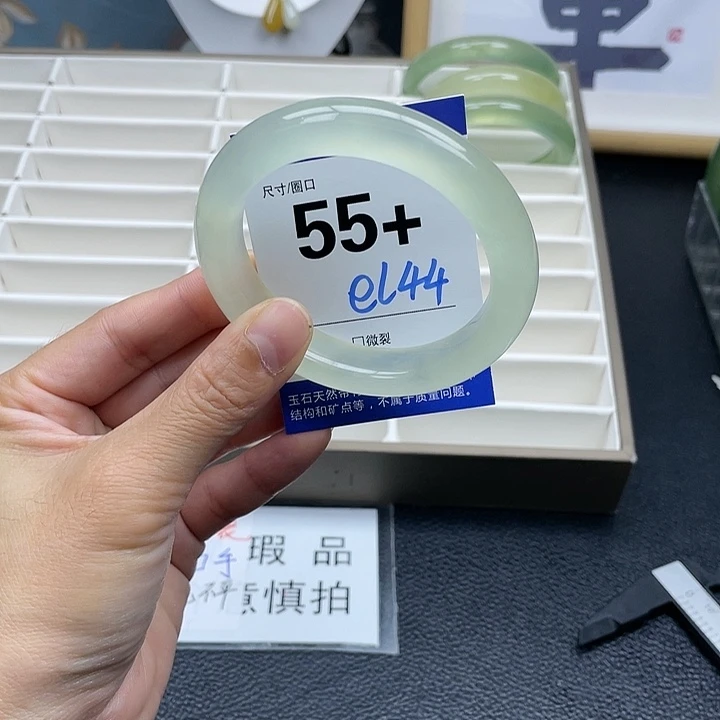 尺寸/圈口
55+
el44
微裂
玉石天然带
结构和矿点等，不属于质量问题。
瑕 品
慎拍